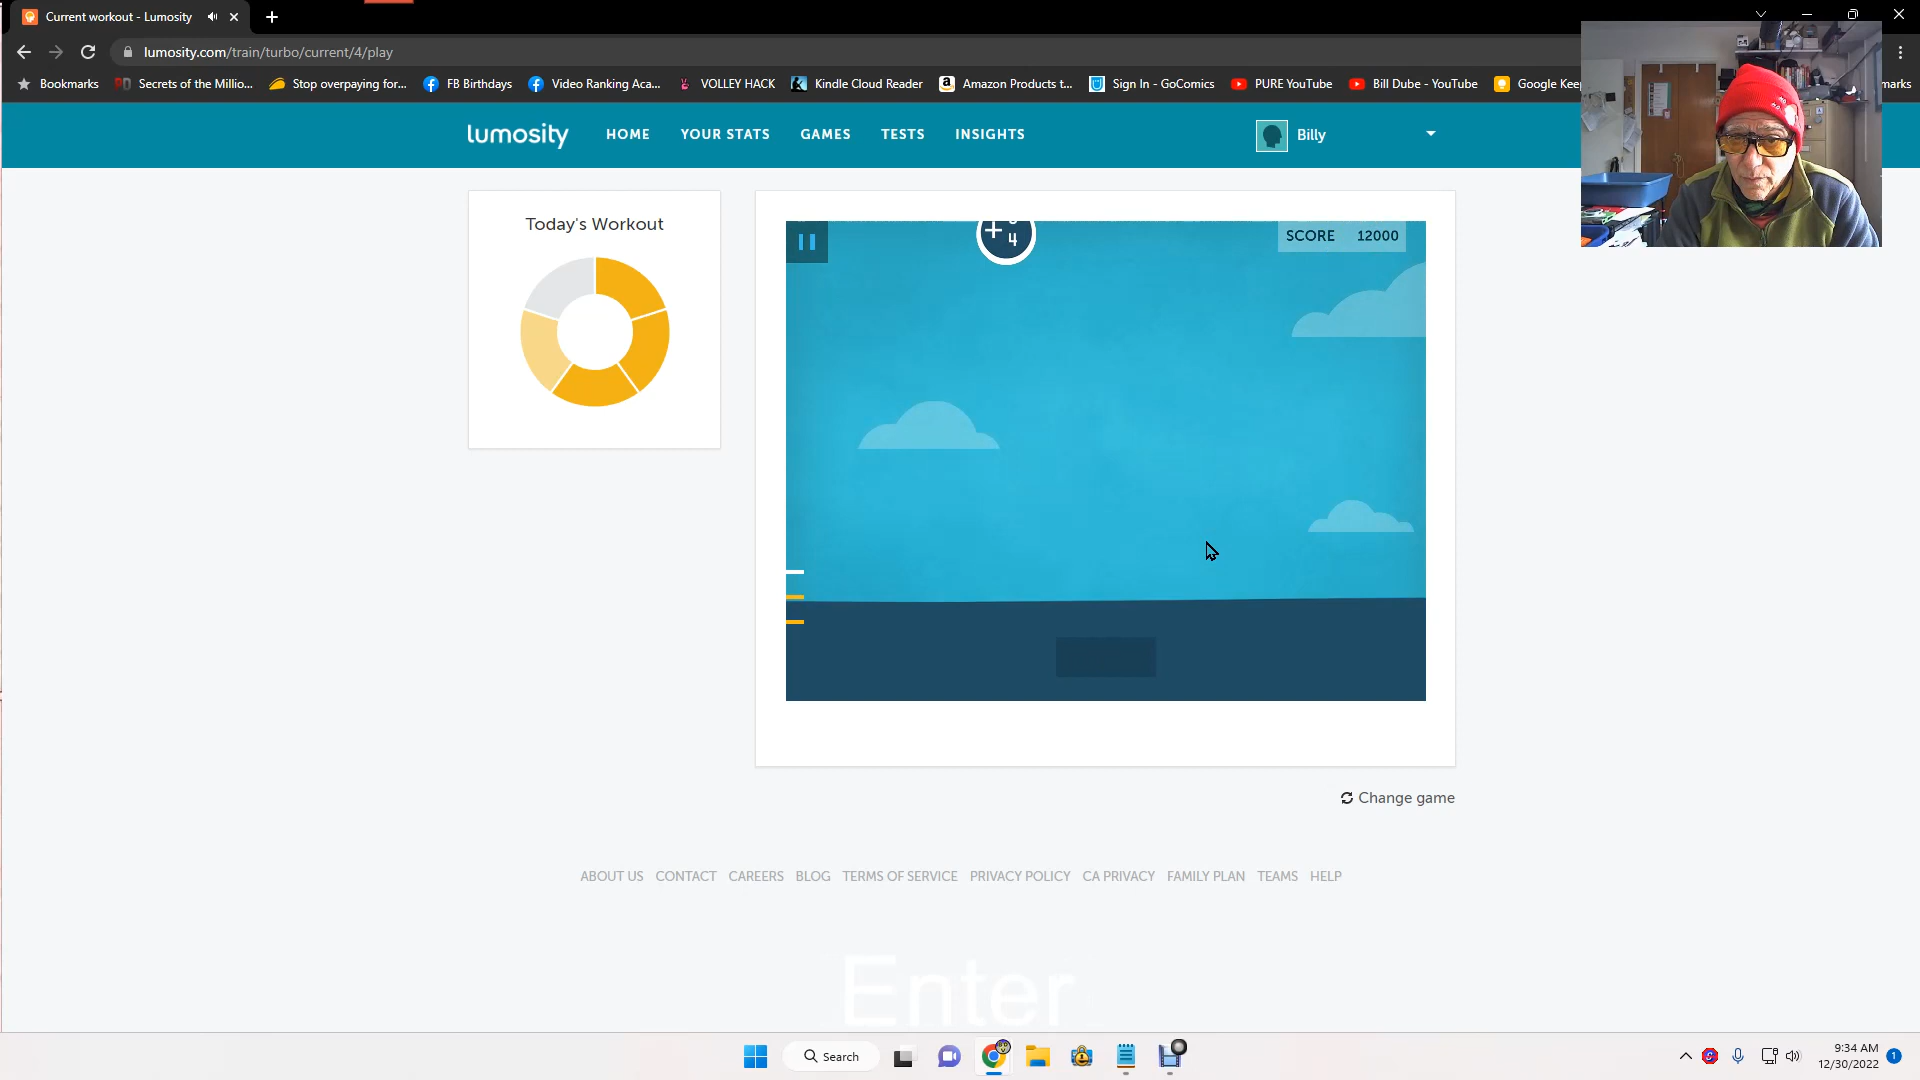 Current workout - Lumosity
lumosity.com/train/turbo/current/4/play
Bookmarks
Secrets of the Millio...
Stop overpaying for...
FB Birthdays
Video Ranking Aca...
VOLLEY HACK
Kindle Cloud Reader
Amazon Products t...
Sign In - GoComics
PURE YouTube
Bill Dube - YouTube
Google Keep
marks
lumosity
HOME
YOUR STATS
GAMES
TESTS
INSIGHTS
Billy
Today's Workout
+ 4
SCORE 12000
Change game
ABOUT US CONTACT CAREERS BLOG TERMS OF SERVICE PRIVACY POLICY CA PRIVACY FAMILY PLAN TEAMS HELP
Enter
Search
9:34 AM
12/30/2022
1